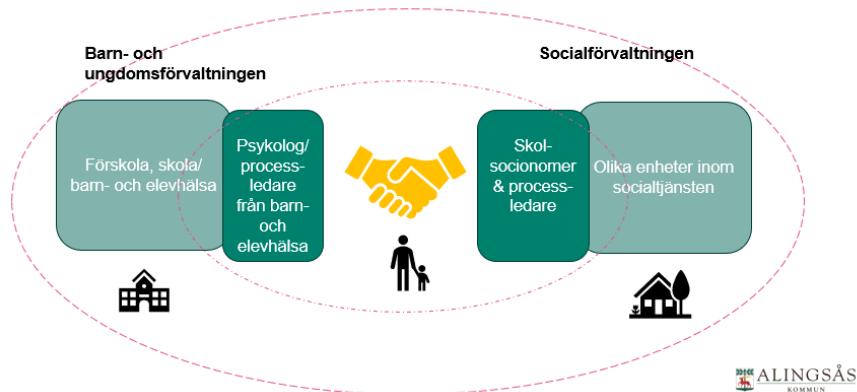 Barn- och
ungdomsförvaltningen
Socialförvaltningen
Förskola, skola/
barn- och elevhälsa
Psykolog/
process-
ledare
från barn-
och
elevhälsa
Skol-
socionomer
& process-
ledare
Olika enheter inom
socialtjänsten
ALINGSÅS
KOMMUN